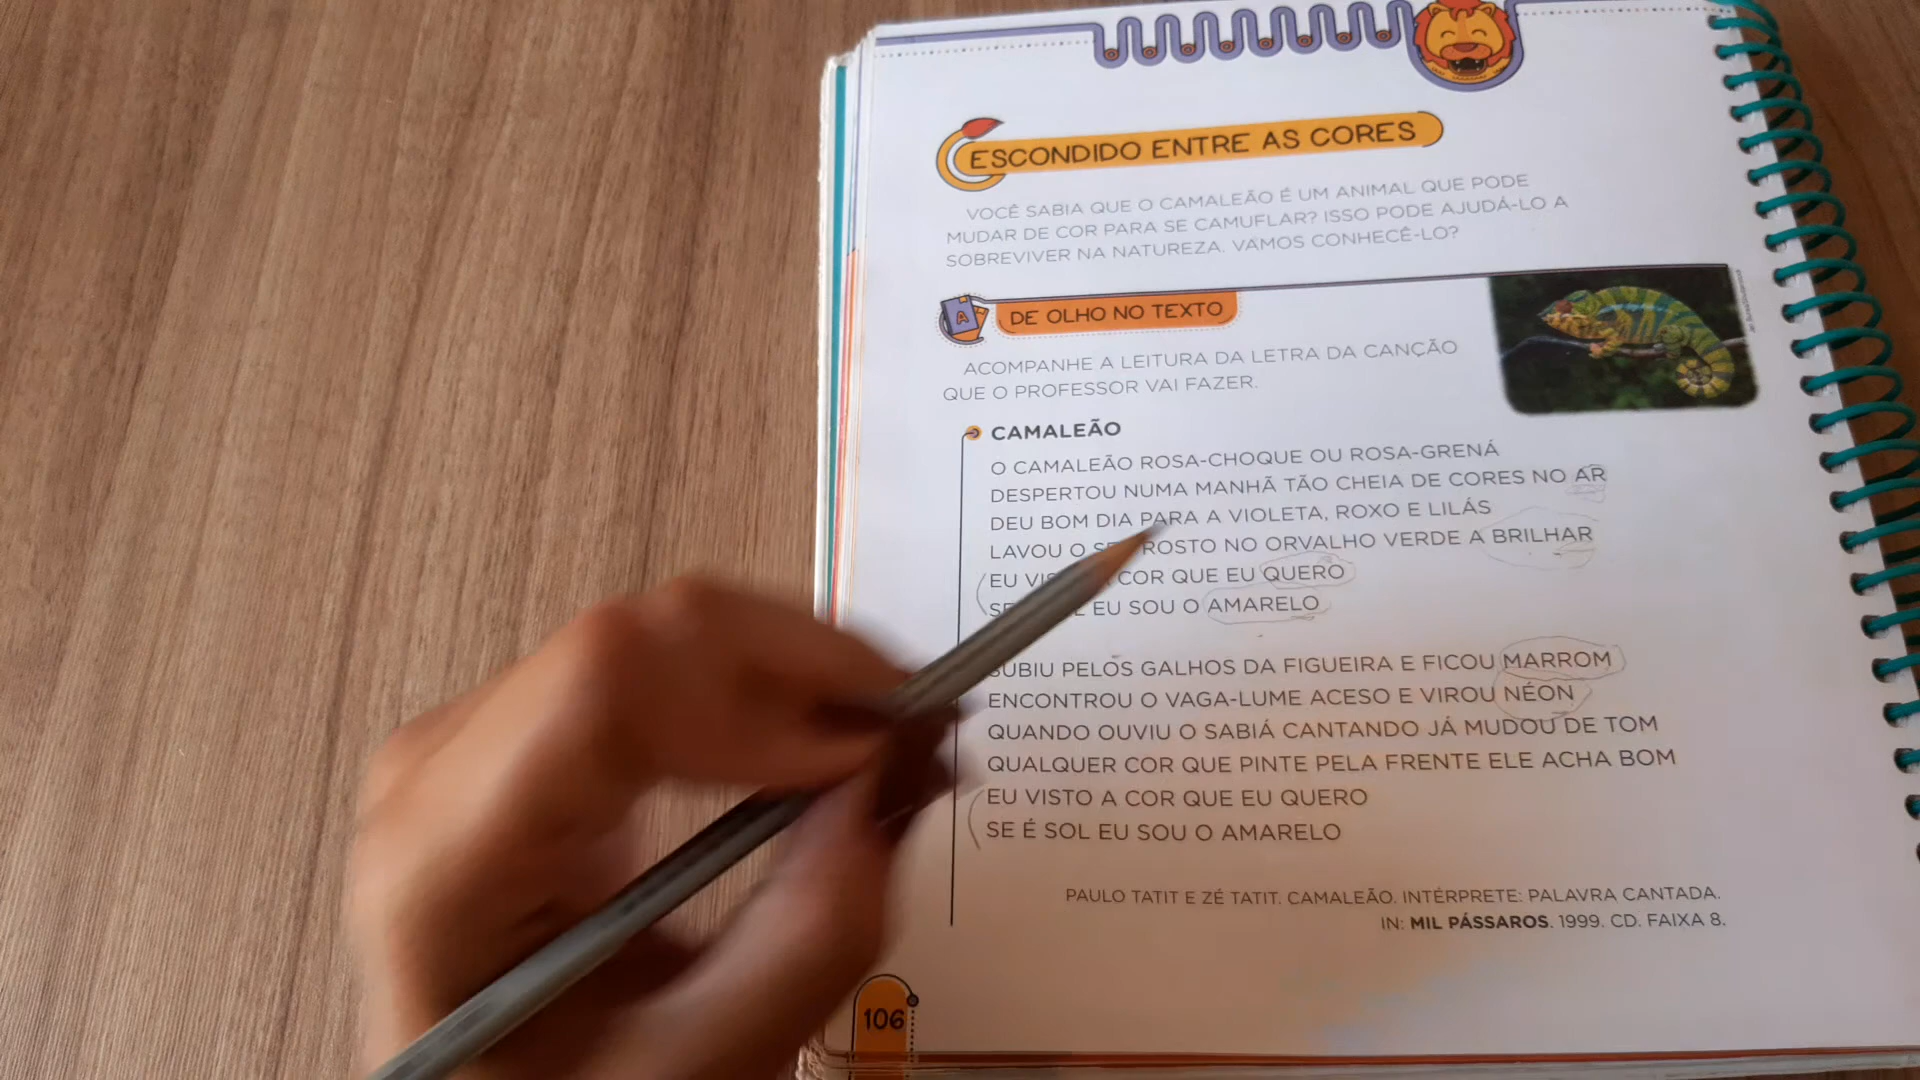 ESCONDIDO ENTRE AS CORES
VOCÊ SABIA QUE O CAMALEÃO É UM ANIMAL QUE PODE
MUDAR DE COR PARA SE CAMUFLAR? ISSO PODE AJUDÁ-LO A
SOBREVIVER NA NATUREZA. VAMOS CONHECÊ-LO?
A
DE OLHO NO TEXTO
ACOMPANHE A LEITURA DA LETRA DA CANÇÃO
QUE O PROFESSOR VAI FAZER.
CAMALEÃO
O CAMALEÃO ROSA-CHOQUE OU ROSA-GRENÁ
DESPERTOU NUMA MANHÃ TÃO CHEIA DE CORES NO AR
DEU BOM DIA PARA A VIOLETA, ROXO E LILÁS
LAVOU O ROSTO NO ORVALHO VERDE A BRILHAR
EU COR QUE EU QUERO
EU SOU O AMARELO
SUBIU PELOS GALHOS DA FIGUEIRA E FICOU MARROM
ENCONTROU O VAGA-LUME ACESO E VIROU NÉON
QUANDO OUVIU O SABIÁ CANTANDO JÁ MUDOU DE TOM
QUALQUER COR QUE PINTE PELA FRENTE ELE ACHA BOM
EU VISTO A COR QUE EU QUERO
SE É SOL EU SOU O AMARELO
PAULO TATIT E ZÉ TATIT. CAMALEÃO. INTÉRPRETE: PALAVRA CANTADA.
IN: MIL PÁSSAROS. 1999. CD. FAIXA 8.
106